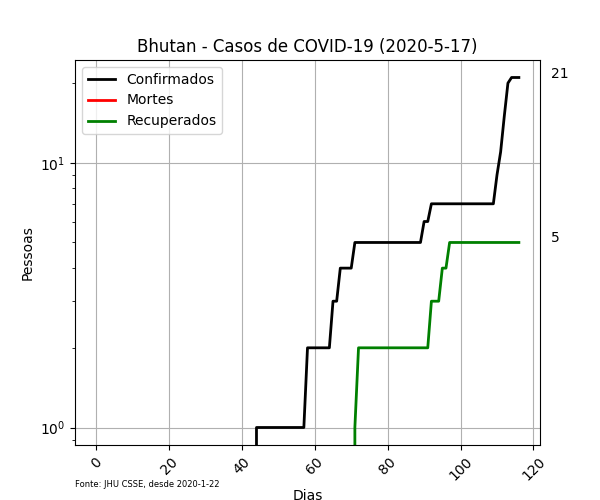 Bhutan - Casos de COVID-19 (2020-5-17)
Confirmados
Mortes
Recuperados
21
5
10¹
10⁰
Pessoas
0 20 40 60 80 100 120
Dias
Fonte: JHU CSSE, desde 2020-1-22